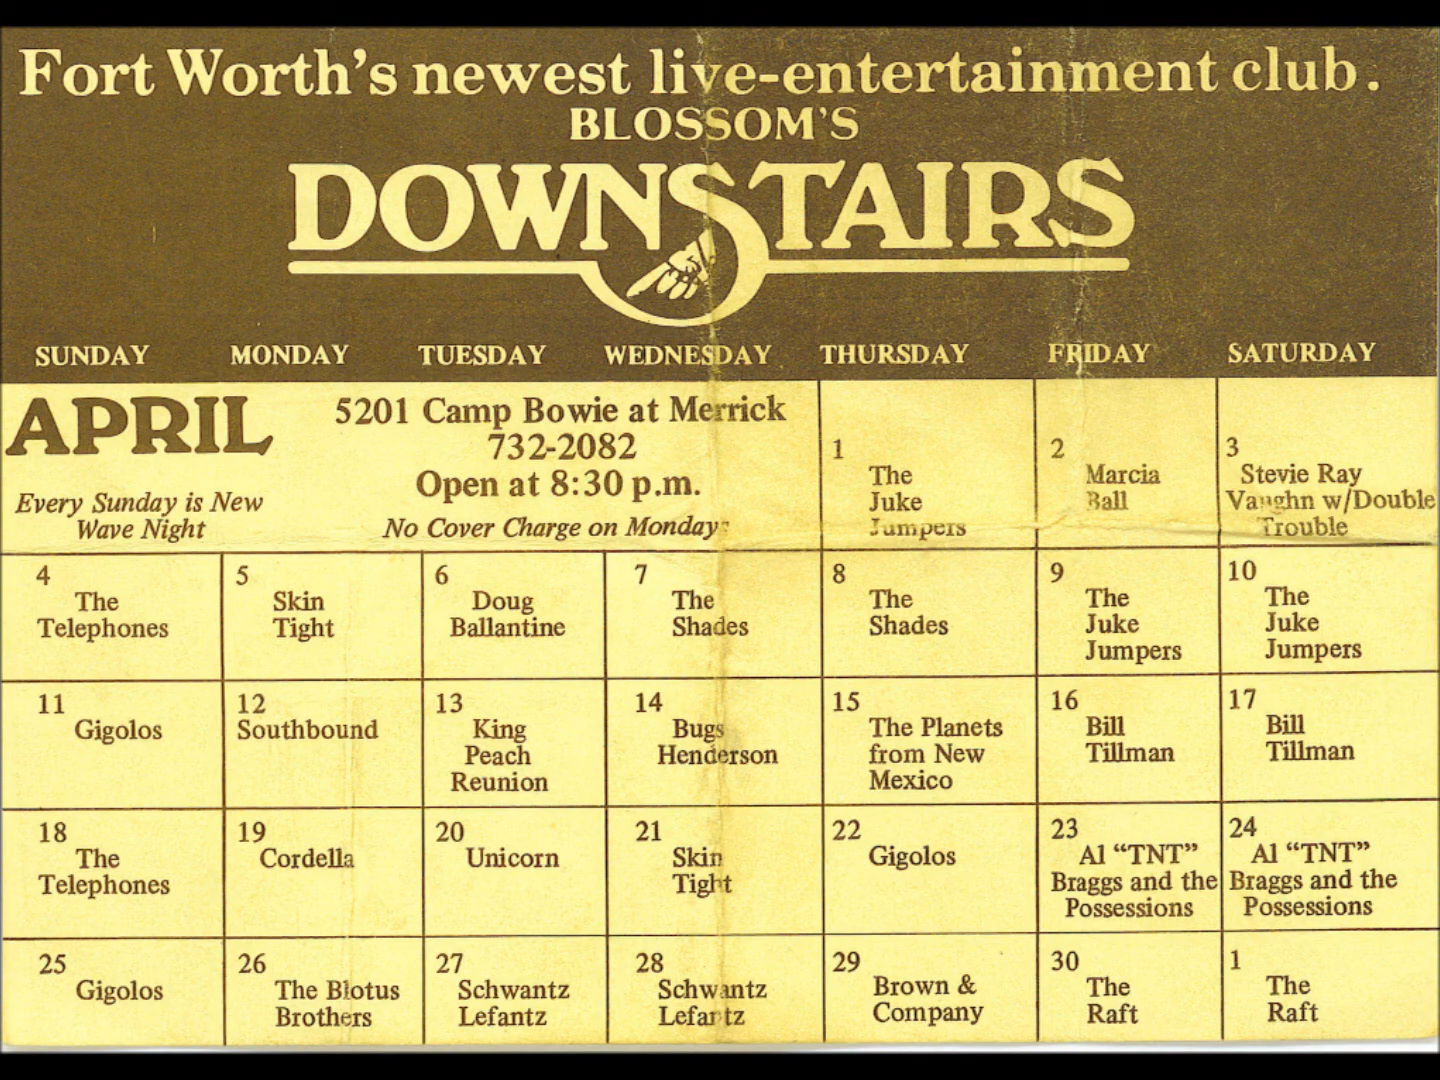 Fort Worth's newest live-entertainment club.
BLOSSOM'S
DOWNSTAIRS
SUNDAY MONDAY TUESDAY WEDNESDAY THURSDAY FRIDAY SATURDAY
APRIL
Every Sunday is New
Wave Night
5201 Camp Bowie at Merrick
732-2082
Open at 8:30 p.m.
No Cover Charge on Mondays
1
The
Juke
Jumpers
2
Marcia
Ball
3
Stevie Ray
Vaughn w/Double
Trouble
4
The
Telephones
5
Skin
Tight
6
Doug
Ballantine
7
The
Shades
8
The
Shades
9
The
Juke
Jumpers
10
The
Juke
Jumpers
11
Gigolos
12
Southbound
13
King
Peach
Reunion
14
Bugs
Henderson
15
The Planets
from New
Mexico
16
Bill
Tillman
17
Bill
Tillman
18
The
Telephones
19
Cordella
20
Unicorn
21
Skin
Tight
22
Gigolos
23
Al “TNT”
Braggs and the
Possessions
24
Al “TNT”
Braggs and the
Possessions
25
Gigolos
26
The Blotus
Brothers
27
Schwantz
Lefantz
28
Schwantz
Lefantz
29
Brown &
Company
30
The
Raft
1
The
Raft